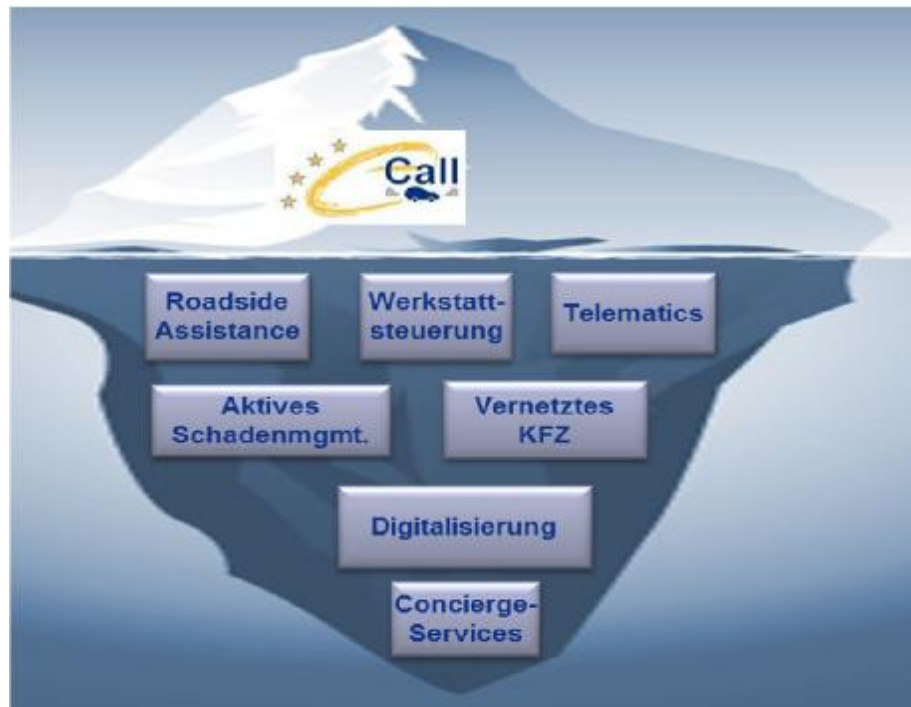 Call
Roadside
Assistance
Werkstatt-
steuerung
Telematics
Aktives
Schadenmgmt.
Vernetztes
KFZ
Digitalisierung
Concierge-
Services